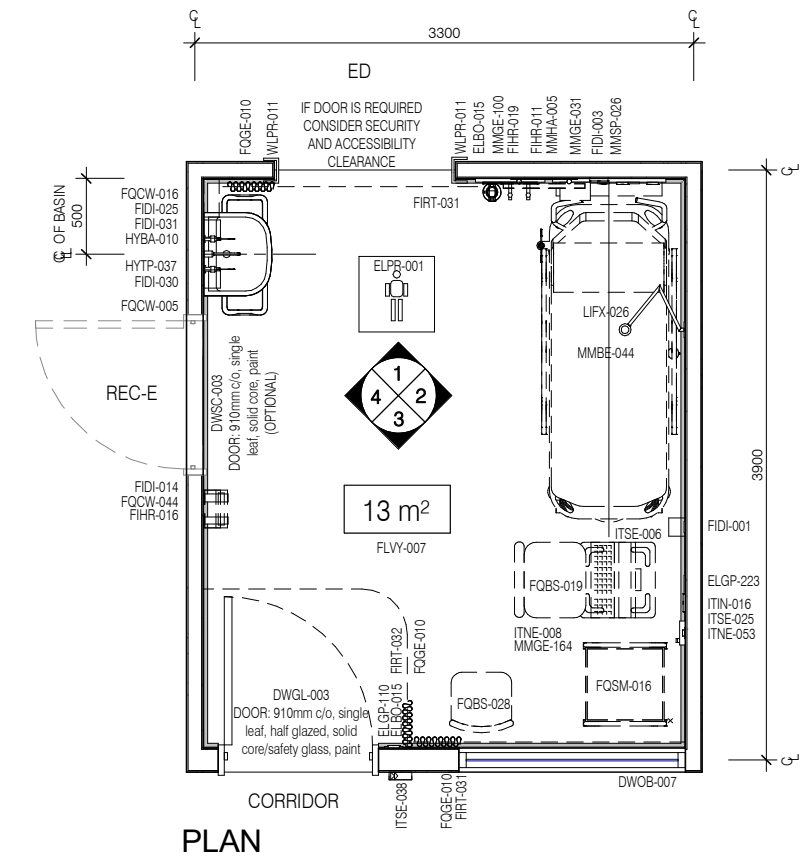 ℄
℄
3300
ED
FQGE-010
WLPR-011
IF DOOR IS REQUIRED
CONSIDER SECURITY
AND ACCESSIBILITY
CLEARANCE
WLPR-011
ELBO-015
MMGE-100
FIHR-019
FIHR-011
MMHA-005
MMGE-031
FIDI-003
MMSP-026
℄
℄ OF BASIN
500
FQCW-016
FIDI-025
FIDI-031
HYBA-010
HYTP-037
FIDI-030
FQCW-005
FIRT-031
ELPR-001
LIFX-026
MMBE-044
REC-E
DWSC-003
DOOR: 910mm c/o, single
leaf, solid core, paint
(OPTIONAL)
1
4
2
3
3900
FIDI-014
FQCW-044
FIHR-016
13 m²
FLVY-007
ITSE-006
FIDI-001
FQBS-019
ELGP-223
ITIN-016
ITSE-025
ITNE-053
ITNE-008
MMGE-164
FQSM-016
FIRT-032
FQGE-010
FQBS-028
DWGL-003
DOOR: 910mm c/o, single
leaf, half glazed, solid
core/safety glass, paint
ELGP-110
ELBO-015
℄
DWOB-007
CORRIDOR
ITSE-038
FQGE-010
FIRT-031
PLAN